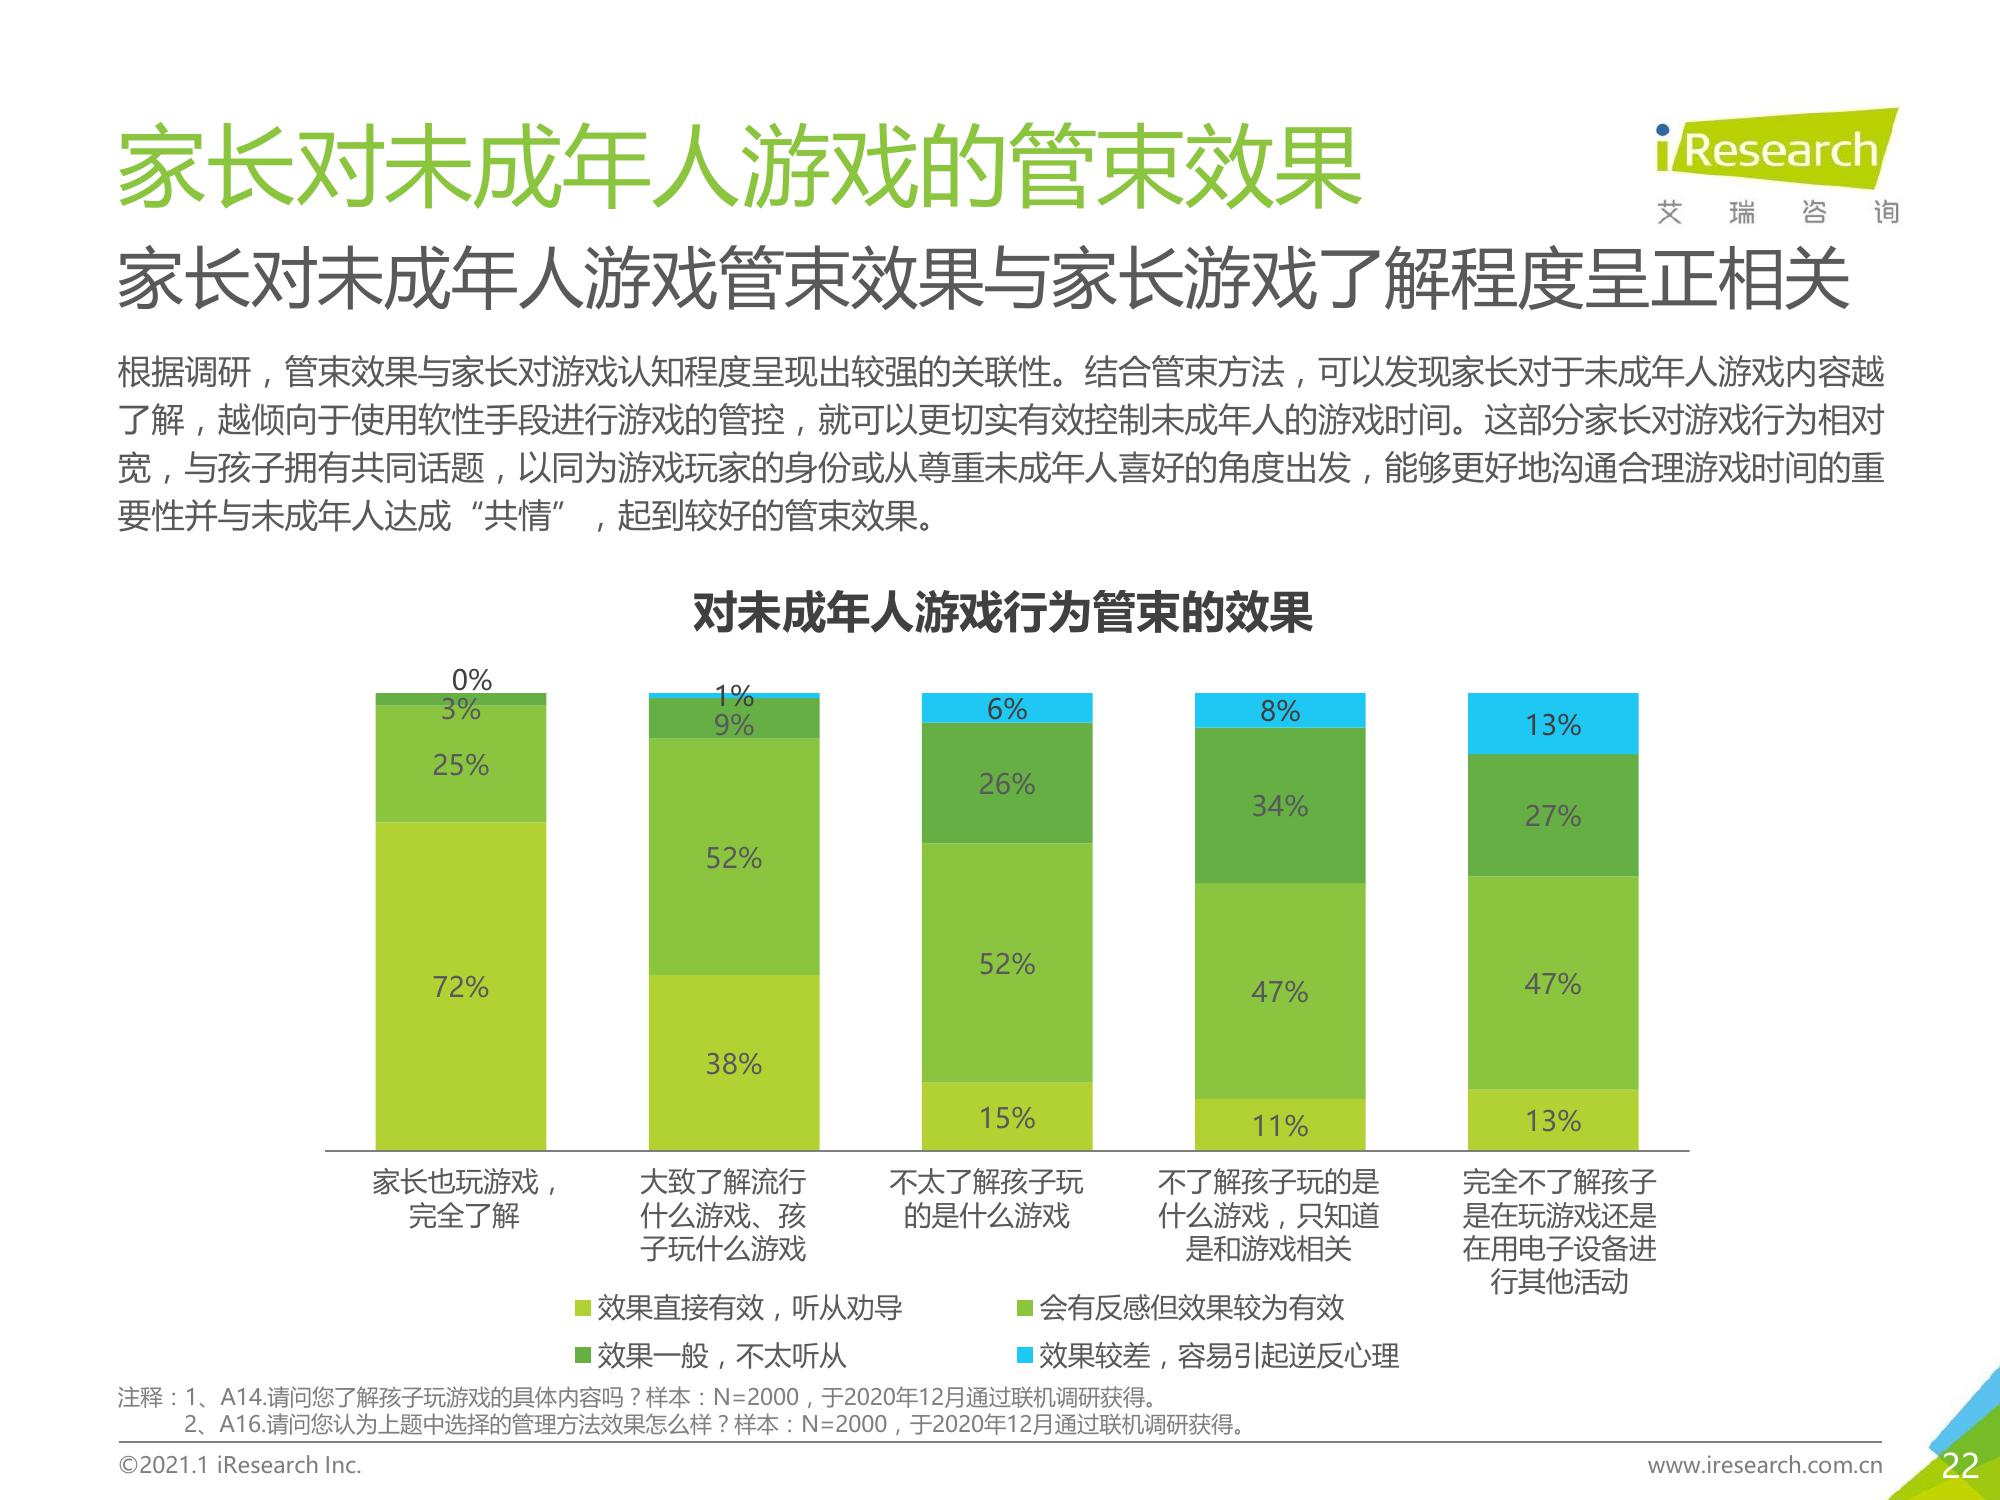 家长对未成年人游戏的管束效果
iResearch
艾瑞咨询
家长对未成年人游戏管束效果与家长游戏了解程度呈正相关
根据调研，管束效果与家长对游戏认知程度呈现出较强的关联性。结合管束方法，可以发现家长对于未成年人游戏内容越
了解，越倾向于使用软性手段进行游戏的管控，就可以更切实有效控制未成年人的游戏时间。这部分家长对游戏行为相对
宽，与孩子拥有共同话题，以同为游戏玩家的身份或从尊重未成年人喜好的角度出发，能够更好地沟通合理游戏时间的重
要性并与未成年人达成“共情”，起到较好的管束效果。
对未成年人游戏行为管束的效果
0%
3%
25%
72%
1%
9%
52%
38%
6%
26%
52%
15%
8%
34%
47%
11%
13%
27%
47%
13%
家长也玩游戏，
完全了解
大致了解流行
什么游戏、孩
子玩什么游戏
不太了解孩子玩
的是什么游戏
不了解孩子玩的是
什么游戏，只知道
是和游戏相关
完全不了解孩子
是在玩游戏还是
在用电子设备进
行其他活动
效果直接有效，听从劝导
会有反感但效果较为有效
效果一般，不太听从
效果较差，容易引起逆反心理
注释：1、A14.请问您了解孩子玩游戏的具体内容吗？样本：N=2000，于2020年12月通过联机调研获得。
2、A16.请问您认为上题中选择的管理方法效果怎么样？样本：N=2000，于2020年12月通过联机调研获得。
©2021.1 iResearch Inc.
www.iresearch.com.cn
22